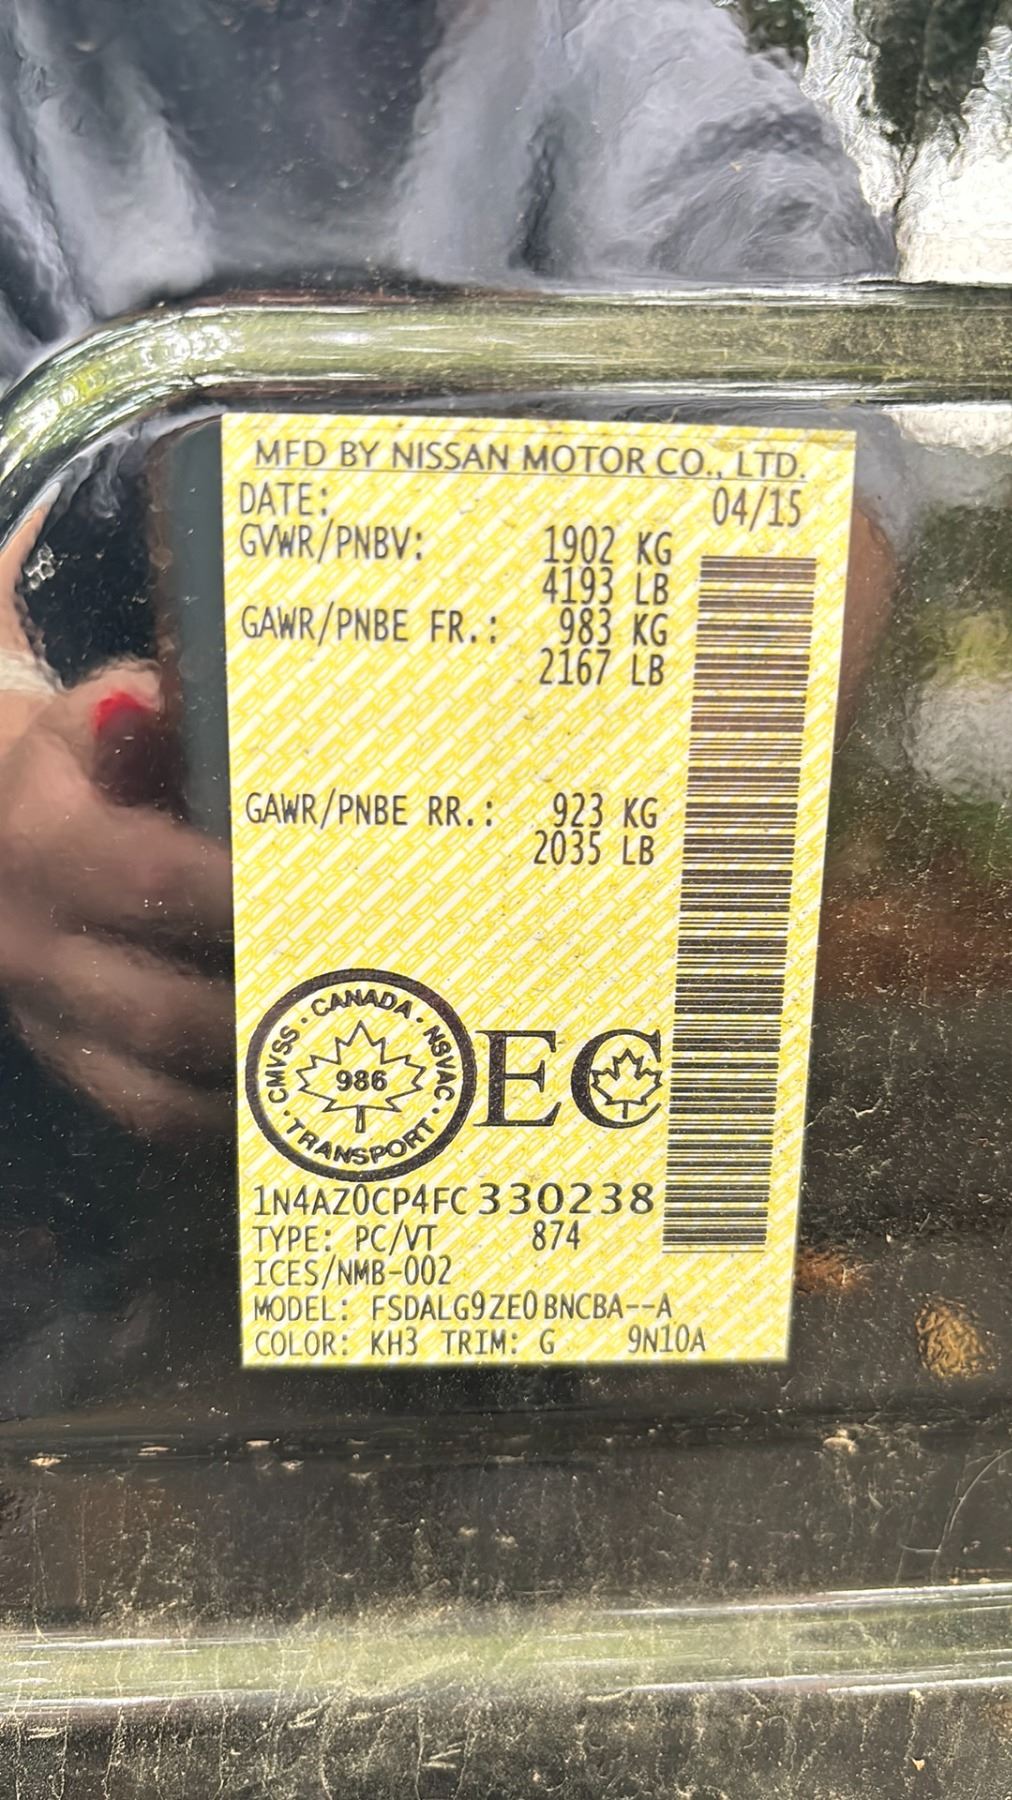 MFD BY NISSAN MOTOR CO., LTD.
DATE: 04/15
GVWR/PNBV: 1902 KG
4193 LB
GAWR/PNBE FR.: 983 KG
2167 LB
GAWR/PNBE RR.: 923 KG
2035 LB
CMVSS · CANADA · NSVAC · TRANSPORT ·
986
EC
1N4AZ0CP4FC330238
TYPE: PC/VT 874
ICES/NMB-002
MODEL: FSDALG9ZE0BNCBA--A
COLOR: KH3 TRIM: G 9N10A